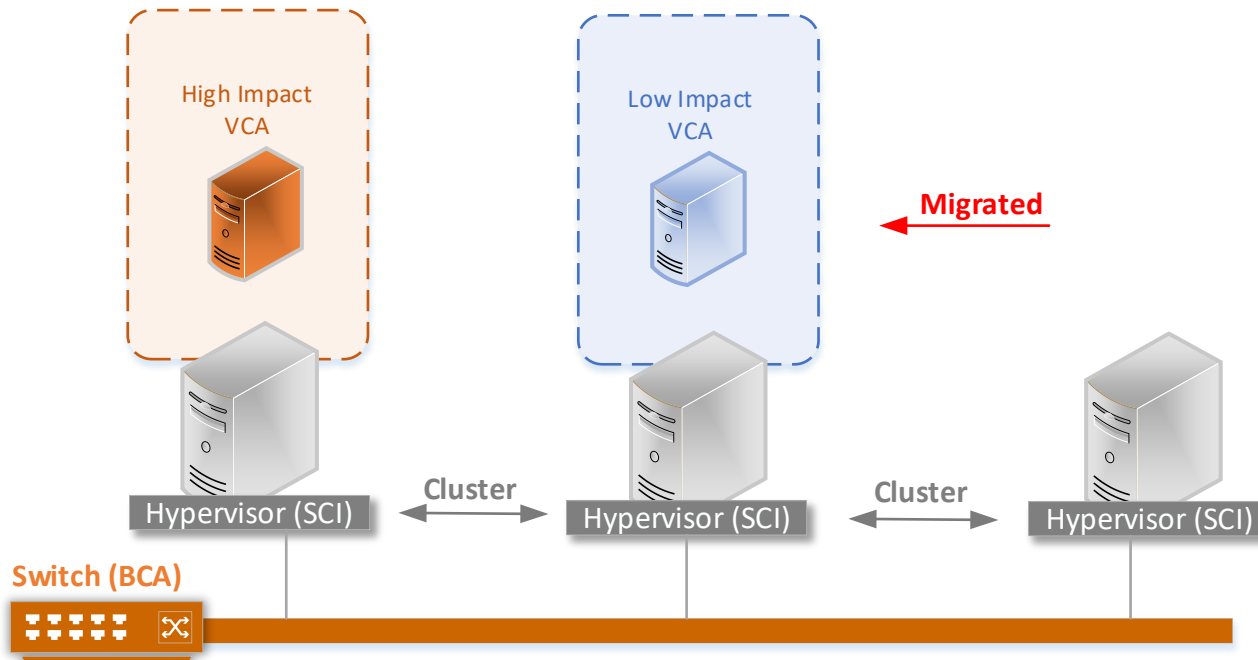 High Impact
VCA
Low Impact
VCA
Migrated
Cluster
Cluster
Hypervisor (SCI)
Hypervisor (SCI)
Hypervisor (SCI)
Switch (BCA)